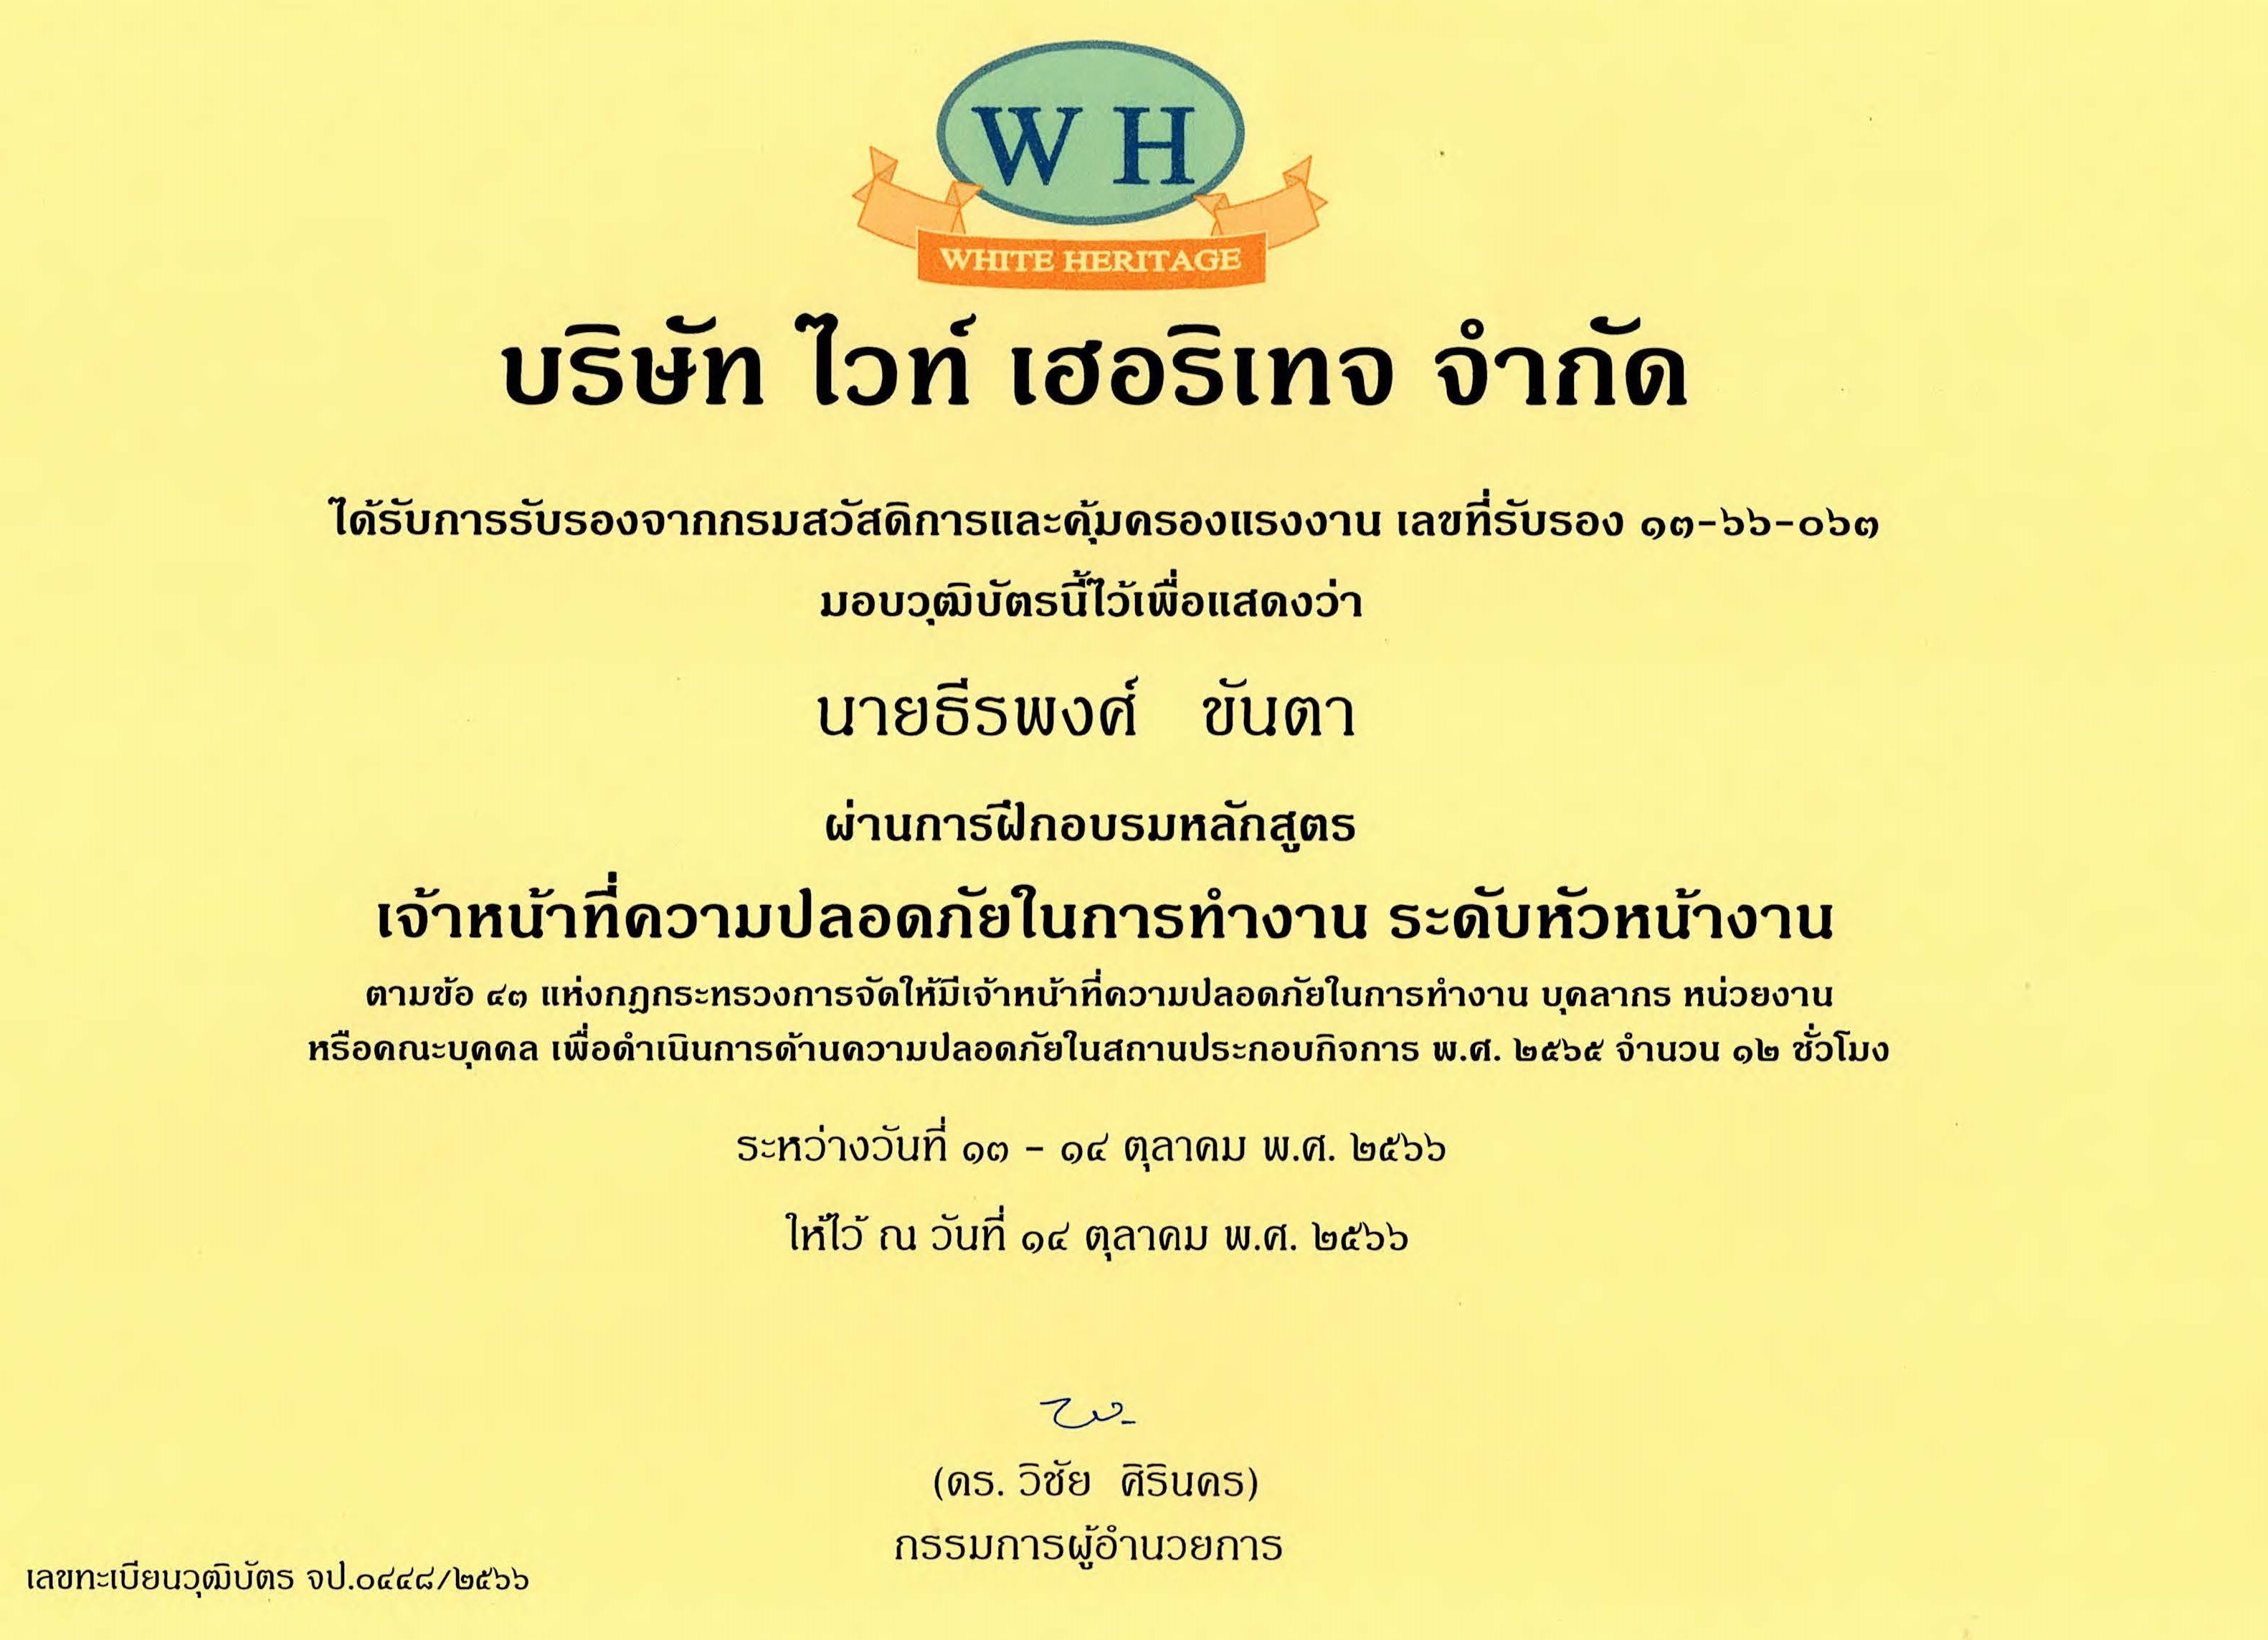 W H
WHITE HERITAGE
บริษัท ไวท์ เฮอริเทจ จำกัด
ได้รับการรับรองจากกรมสวัสดิการและคุ้มครองแรงงาน เลขที่รับรอง ๑๓-๖๖-๐๖๓
มอบวุฒิบัตรนี้ไว้เพื่อแสดงว่า
นายธีรพงศ์ ขันตา
ผ่านการฝึกอบรมหลักสูตร
เจ้าหน้าที่ความปลอดภัยในการทำงาน ระดับหัวหน้างาน
ตามข้อ ๔๓ แห่งกฎกระทรวงการจัดให้มีเจ้าหน้าที่ความปลอดภัยในการทำงาน บุคลากร หน่วยงาน
หรือคณะบุคคล เพื่อดำเนินการด้านความปลอดภัยในสถานประกอบกิจการ พ.ศ. ๒๕๖๕ จำนวน ๑๒ ชั่วโมง
ระหว่างวันที่ ๑๓ - ๑๔ ตุลาคม พ.ศ. ๒๕๖๖
ให้ไว้ ณ วันที่ ๑๔ ตุลาคม พ.ศ. ๒๕๖๖
(ดร. วิชัย ศิรินคร)
กรรมการผู้อำนวยการ
เลขทะเบียนวุฒิบัตร จป.๐๔๔๘/๒๕๖๖